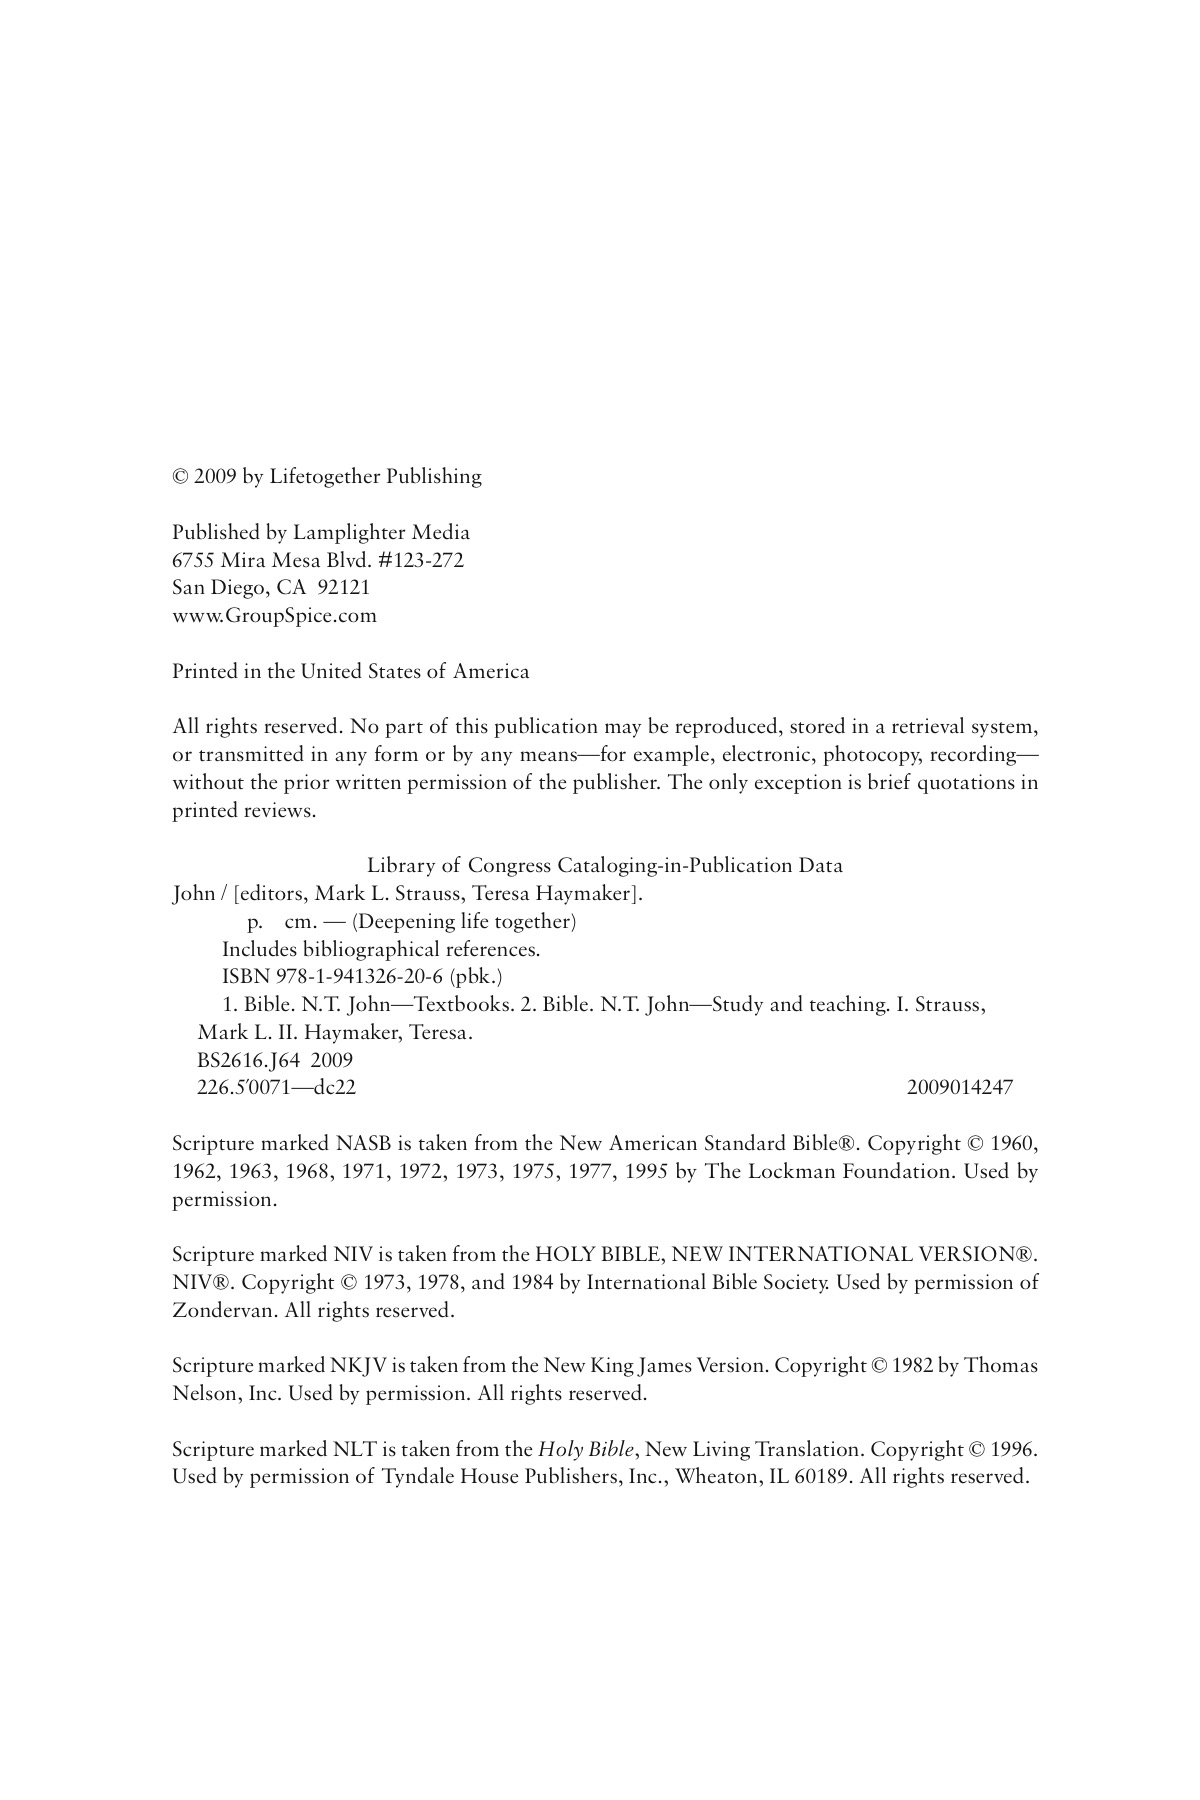 © 2009 by Lifetogether Publishing
Published by Lamplighter Media
6755 Mira Mesa Blvd. #123-272
San Diego, CA  92121
www.GroupSpice.com
Printed in the United States of America
All rights reserved. No part of this publication may be reproduced, stored in a retrieval system,
or transmitted in any form or by any means—for example, electronic, photocopy, recording—
without the prior written permission of the publisher. The only exception is brief quotations in
printed reviews.
Library of Congress Cataloging-in-Publication Data
John / [editors, Mark L. Strauss, Teresa Haymaker].
p.    cm. — (Deepening life together)
Includes bibliographical references.
ISBN 978-1-941326-20-6 (pbk.)
1. Bible. N.T. John—Textbooks. 2. Bible. N.T. John—Study and teaching. I. Strauss,
Mark L. II. Haymaker, Teresa.
BS2616.J64  2009
226.5′0071—dc22 2009014247
Scripture marked NASB is taken from the New American Standard Bible®. Copyright © 1960,
1962, 1963, 1968, 1971, 1972, 1973, 1975, 1977, 1995 by The Lockman Foundation. Used by
permission.
Scripture marked NIV is taken from the HOLY BIBLE, NEW INTERNATIONAL VERSION®.
NIV®. Copyright © 1973, 1978, and 1984 by International Bible Society. Used by permission of
Zondervan. All rights reserved.
Scripture marked NKJV is taken from the New King James Version. Copyright © 1982 by Thomas
Nelson, Inc. Used by permission. All rights reserved.
Scripture marked NLT is taken from the Holy Bible, New Living Translation. Copyright © 1996.
Used by permission of Tyndale House Publishers, Inc., Wheaton, IL 60189. All rights reserved.